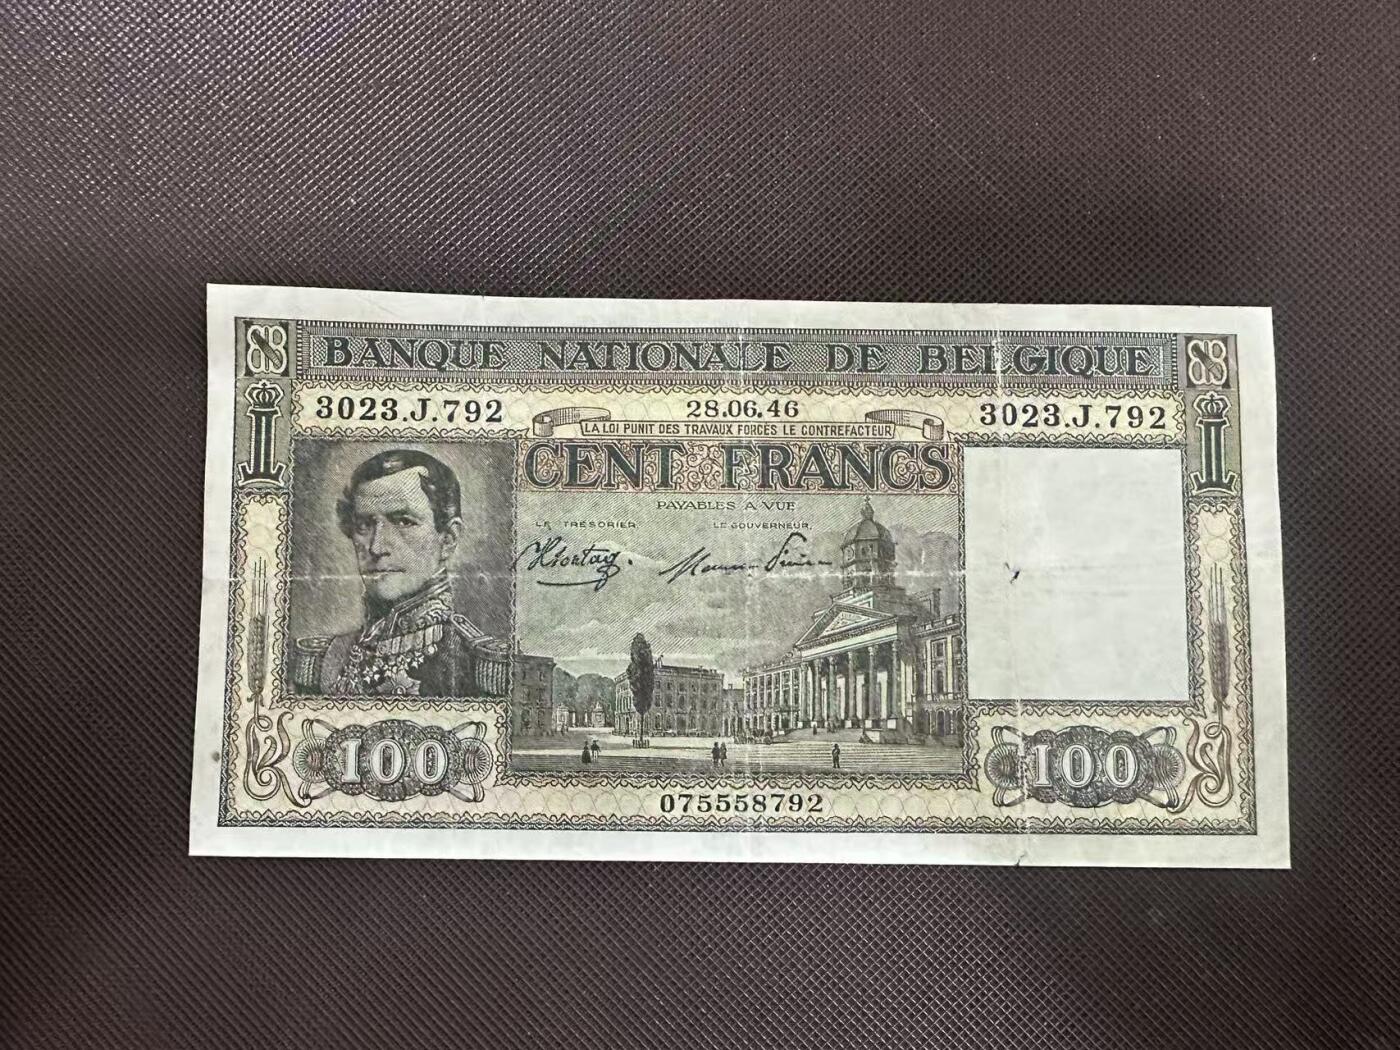 BANQUE NATIONALE DE BELGIQUE
3023.J.792 28.06.46 3023.J.792
LA LOI PUNIT DES TRAVAUX FORCÉS LE CONTREFACTEUR
CENT FRANCS
PAYABLES A VUE
LE TRÉSORIER LE GOUVERNEUR,
100 100
075558792